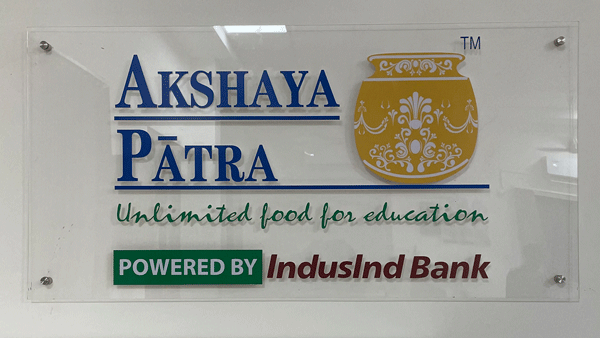 AKSHAYA
PĀTRA
TM
Unlimited food for education
POWERED BY IndusInd Bank